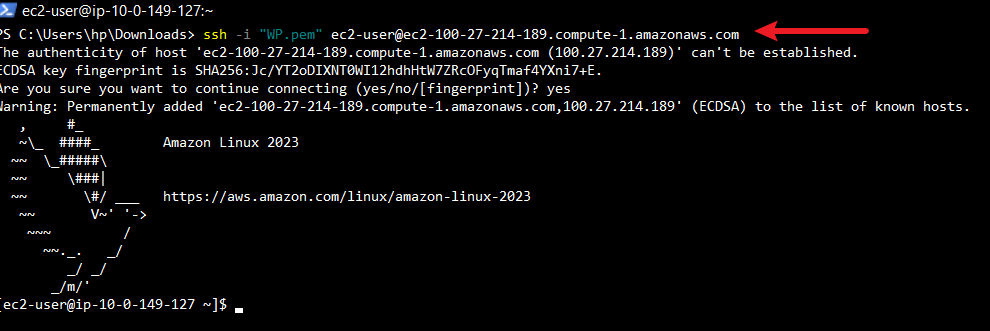 ec2-user@ip-10-0-149-127:~
PS C:\Users\hp\Downloads> ssh -i "WP.pem" ec2-user@ec2-100-27-214-189.compute-1.amazonaws.com
The authenticity of host 'ec2-100-27-214-189.compute-1.amazonaws.com (100.27.214.189)' can't be established.
ECDSA key fingerprint is SHA256:Jc/YT2oDIXNT0WI12hdhHtW7ZRcOFyqTmaf4YXni7+E.
Are you sure you want to continue connecting (yes/no/[fingerprint])? yes
Warning: Permanently added 'ec2-100-27-214-189.compute-1.amazonaws.com,100.27.214.189' (ECDSA) to the list of known hosts.
   ,     #_
   ~\_  ####_        Amazon Linux 2023
  ~~  \_#####\
  ~~     \###|
  ~~       \#/ ___   https://aws.amazon.com/linux/amazon-linux-2023
   ~~       V~' '->
    ~~~         /
      ~~._.   _/
         _/ _/
       _/m/'
[ec2-user@ip-10-0-149-127 ~]$